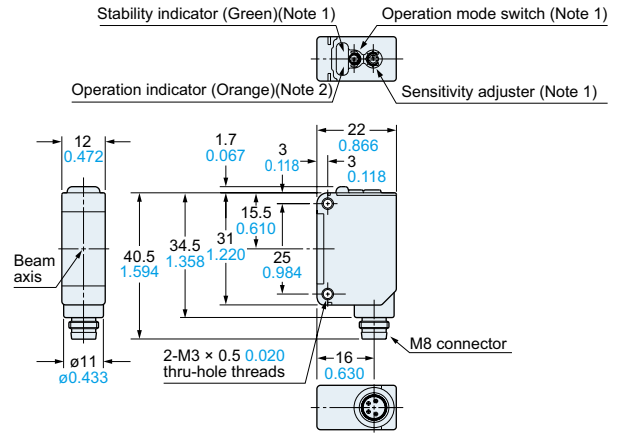 Stability indicator (Green)(Note 1)
Operation mode switch (Note 1)
Operation indicator (Orange)(Note 2)
Sensitivity adjuster (Note 1)
12
0.472
1.7
0.067
3
0.118
22
0.866
3
0.118
15.5
0.610
40.5
1.594
34.5
1.358
31
1.220
25
0.984
Beam
axis
ø11
ø0.433
2-M3 × 0.5 0.020
thru-hole threads
16
0.630
M8 connector